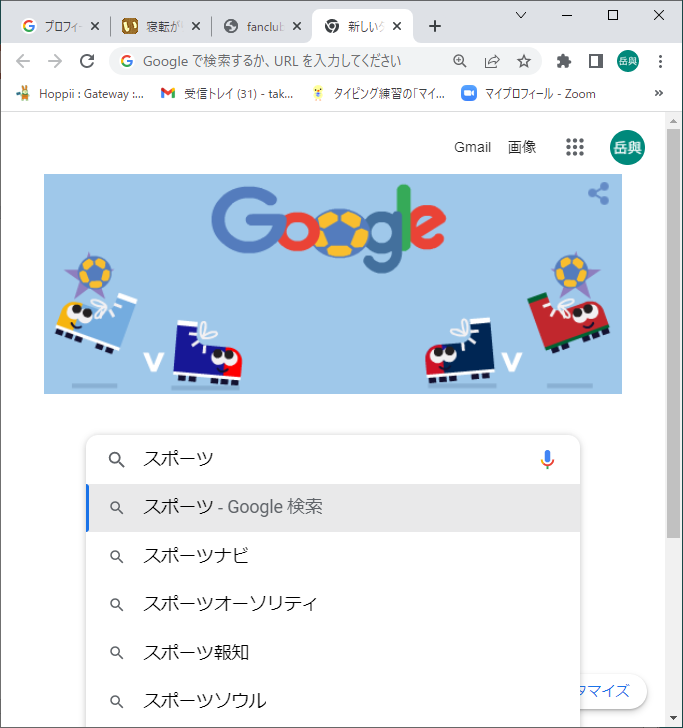 プロフィー
寝転が
fanclub
新しいタ
Google で検索するか、URL を入力してください
岳與
Hoppii : Gateway :...
受信トレイ (31) - tak...
タイピング練習の「マイ...
マイプロフィール - Zoom
»
Gmail
画像
岳與
Google
v
v
スポーツ
スポーツ - Google 検索
スポーツナビ
スポーツオーソリティ
スポーツ報知
スポーツソウル
タマイズ